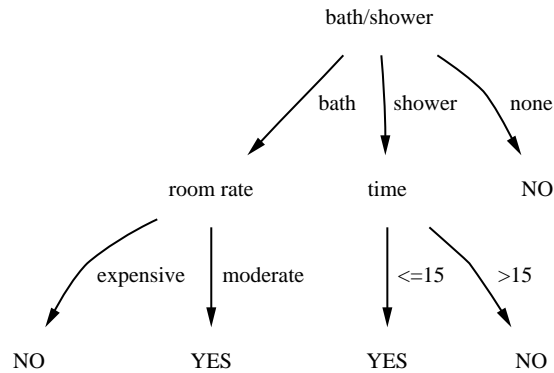 bath/shower
bath shower none
room rate time NO
expensive moderate <=15 >15
NO YES YES NO